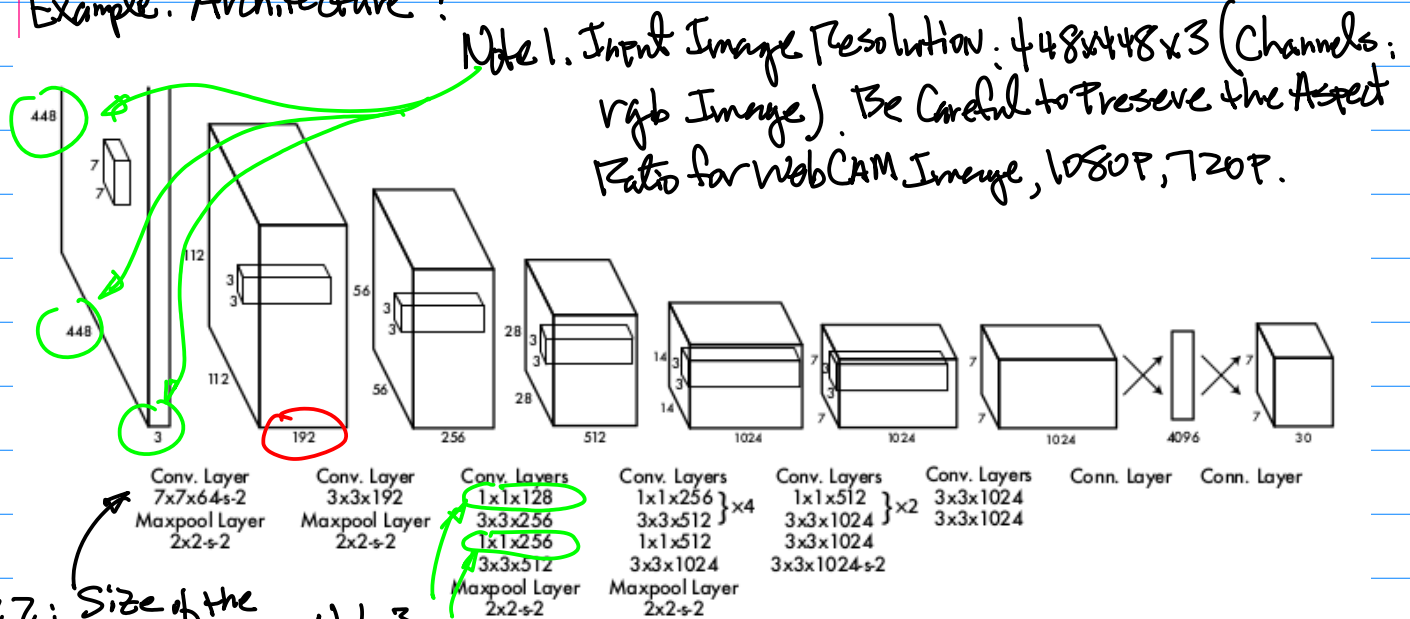 Example. Architecture :
Note 1. Input Image Resolution. 448x448x3 (Channels:
rgb Image). Be Careful to Preserve the Aspect
Ratio for WebCAM Image, 1080P, 720P.
448
7
7
448
3
112
3
3
112
192
56
3
3
56
256
28
3
3
28
512
14
3
3
14
1024
7
3
3
7
1024
7
7
1024
4096
7
7
30
Conv. Layer
7x7x64-s-2
Maxpool Layer
2x2-s-2
Conv. Layer
3x3x192
Maxpool Layer
2x2-s-2
Conv. Layers
1x1x128
3x3x256
1x1x256
3x3x512
Maxpool Layer
2x2-s-2
Conv. Layers
1x1x256
3x3x512 }x4
1x1x512
3x3x1024
Maxpool Layer
2x2-s-2
Conv. Layers
1x1x512
3x3x1024 }x2
3x3x1024
3x3x1024-s-2
Conv. Layers
3x3x1024
3x3x1024
Conn. Layer
Conn. Layer
2: Size of the